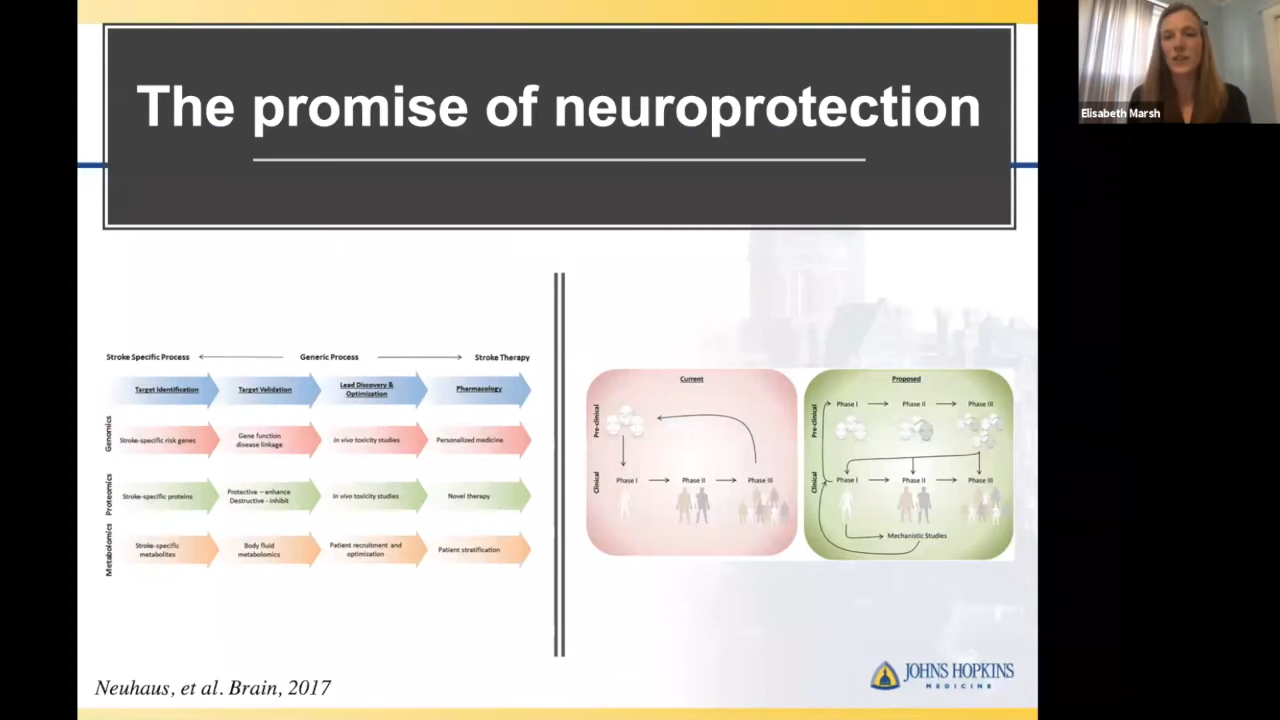 The promise of neuroprotection
Elisabeth Marsh
Stroke Specific Process
Generic Process
Stroke Therapy
Target Identification
Target Validation
Lead Discovery &
Optimization
Pharmacology
Genomics
Stroke-specific risk genes
Gene function
disease linkage
In vivo toxicity studies
Personalized medicine
Proteomics
Stroke-specific proteins
Protective – enhance
Destructive - inhibit
In vivo toxicity studies
Novel therapy
Metabolomics
Stroke-specific
metabolites
Body fluid
metabolomics
Patient recruitment and
optimization
Patient stratification
Current
Pre-clinical
Clinical
Phase I
Phase II
Phase III
Proposed
Pre-clinical
Phase I
Phase II
Phase III
Clinical
Phase I
Phase II
Phase III
Mechanistic Studies
Neuhaus, et al. Brain, 2017
JOHNS HOPKINS
MEDICINE